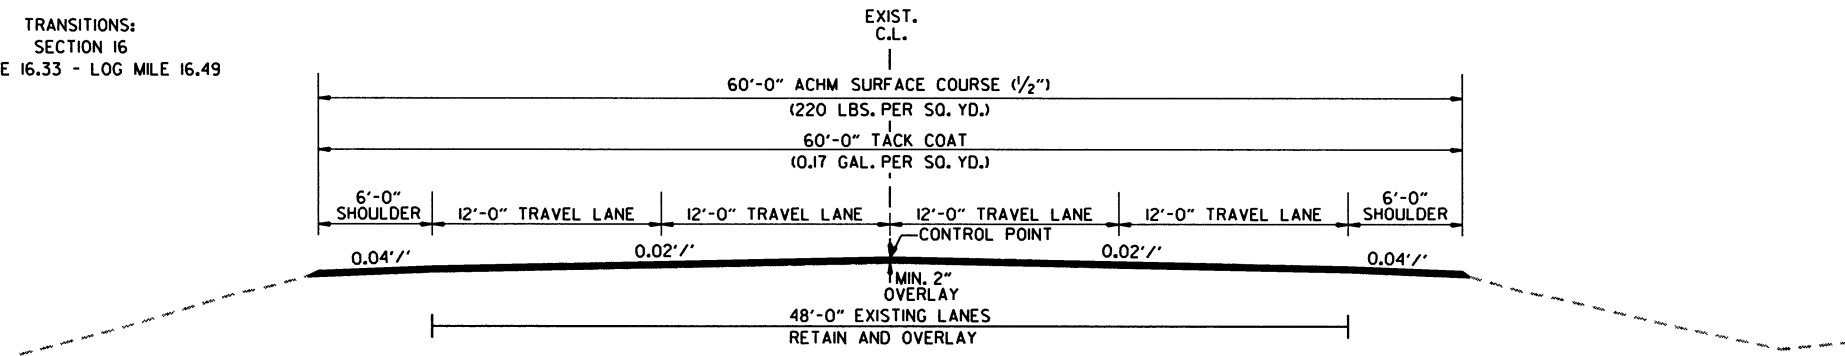 TRANSITIONS:
SECTION 16
E 16.33 - LOG MILE 16.49
EXIST.
C.L.
60'-0" ACHM SURFACE COURSE (1/2")
(220 LBS. PER SQ. YD.)
60'-0" TACK COAT
(0.17 GAL. PER SQ. YD.)
6'-0"
SHOULDER
12'-0" TRAVEL LANE
12'-0" TRAVEL LANE
12'-0" TRAVEL LANE
12'-0" TRAVEL LANE
6'-0"
SHOULDER
CONTROL POINT
0.04'/'
0.02'/'
0.02'/'
0.04'/'
MIN. 2"
OVERLAY
48'-0" EXISTING LANES
RETAIN AND OVERLAY